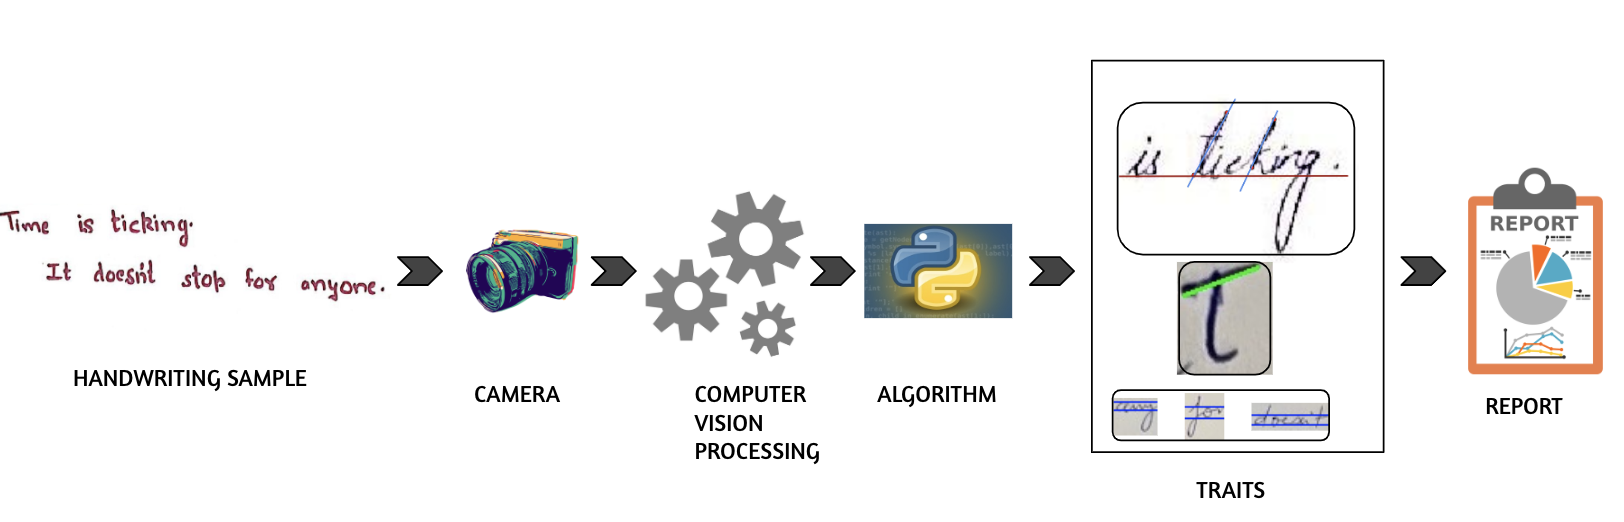 Time is ticking.
It doesn't stop for anyone.
HANDWRITING SAMPLE
CAMERA
COMPUTER
VISION
PROCESSING
ALGORITHM
is ticking.
t
any
for
doesn't
TRAITS
REPORT
REPORT